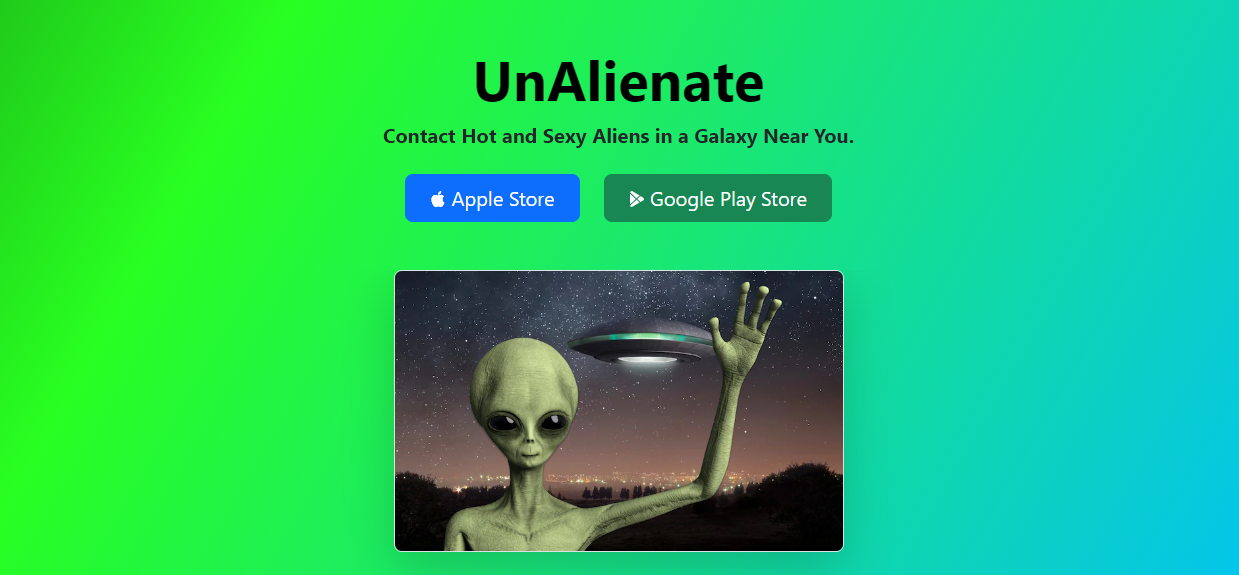 UnAlienate
Contact Hot and Sexy Aliens in a Galaxy Near You.
Apple Store
Google Play Store